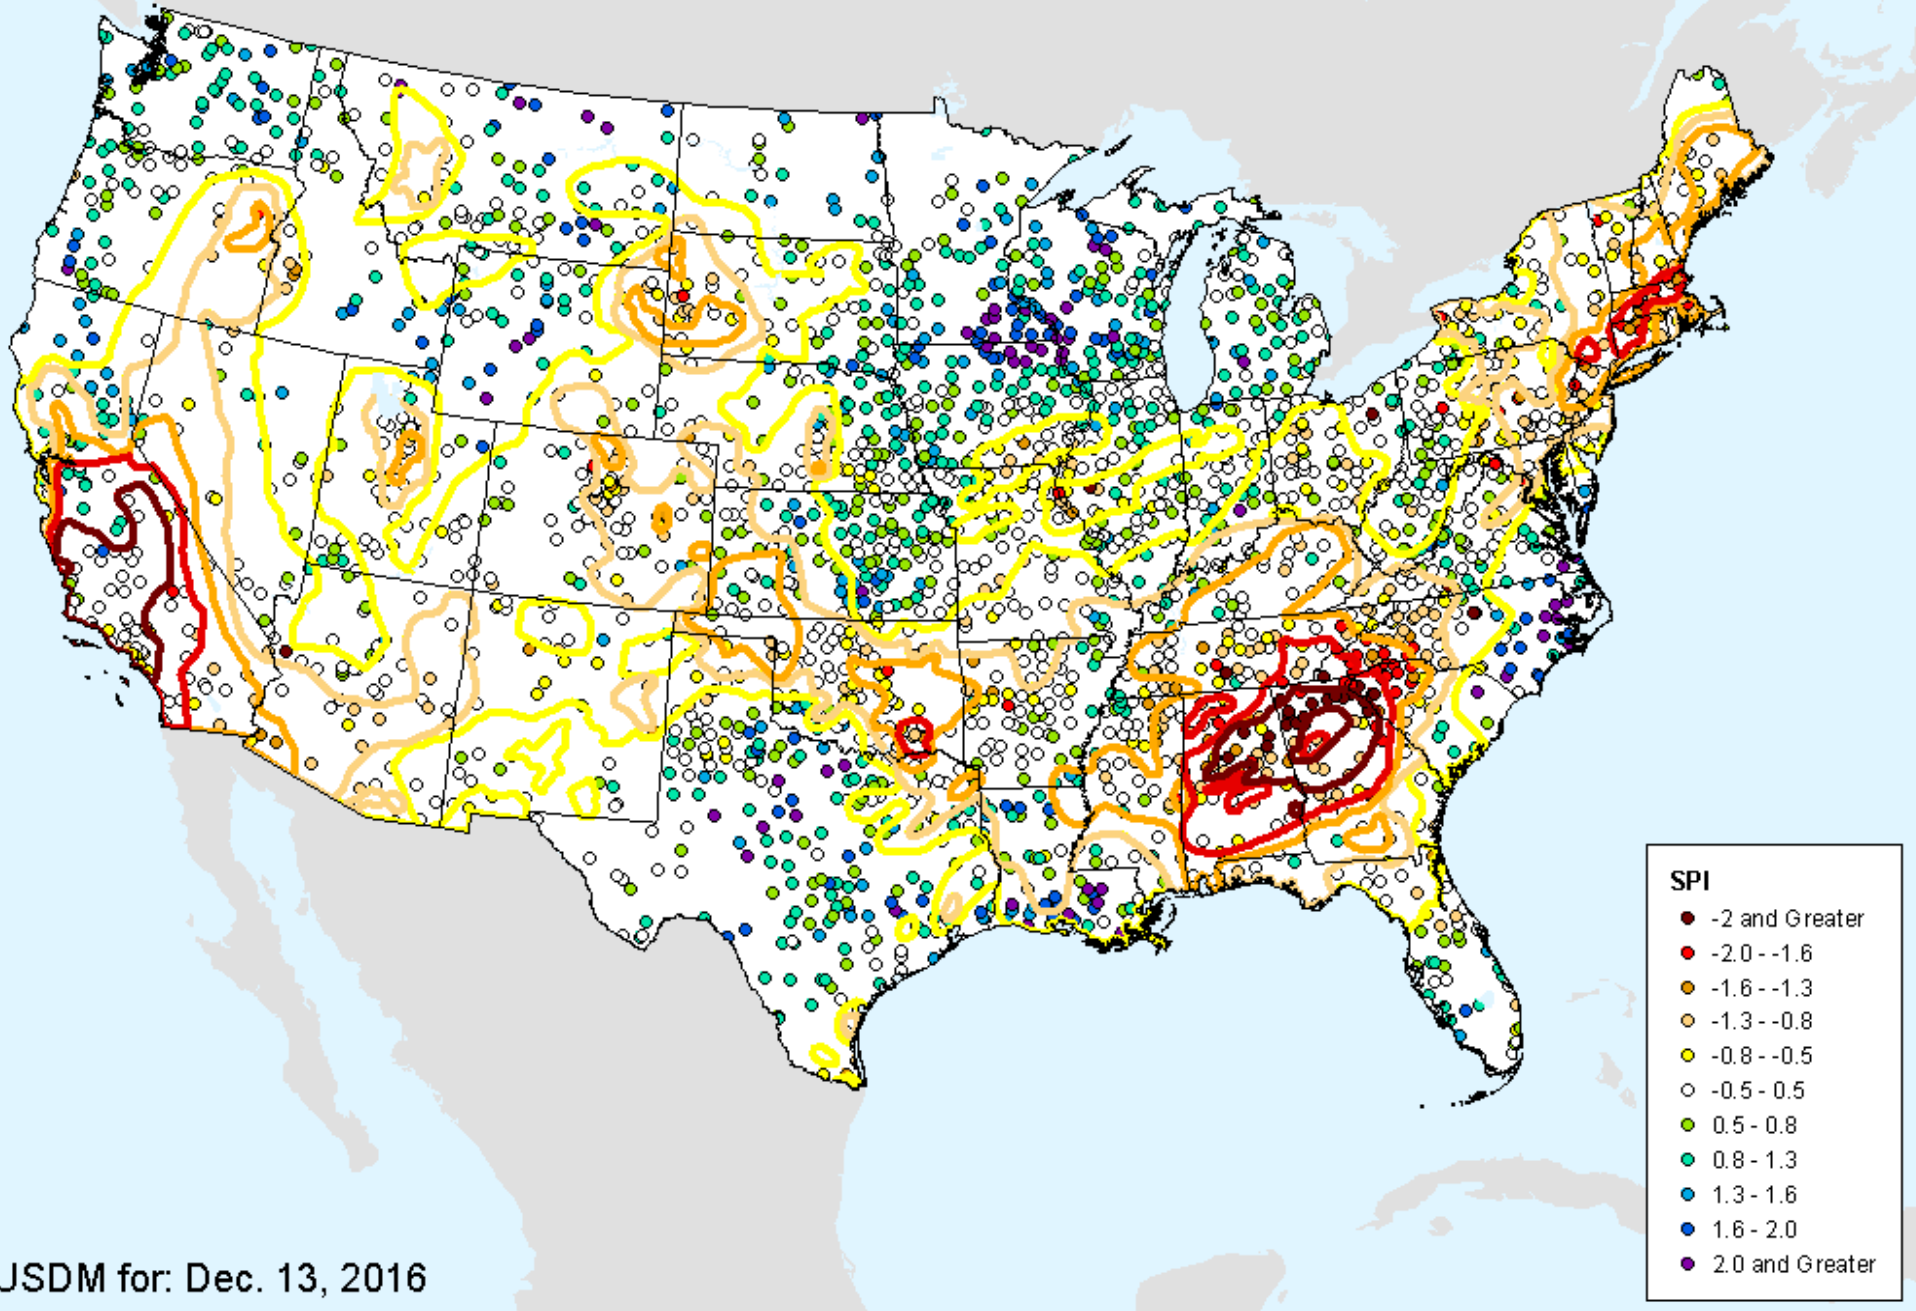 SPI
-2 and Greater
-2.0 - -1.6
-1.6 - -1.3
-1.3 - -0.8
-0.8 - -0.5
-0.5 - 0.5
0.5 - 0.8
0.8 - 1.3
1.3 - 1.6
1.6 - 2.0
2.0 and Greater
USDM for: Dec. 13, 2016